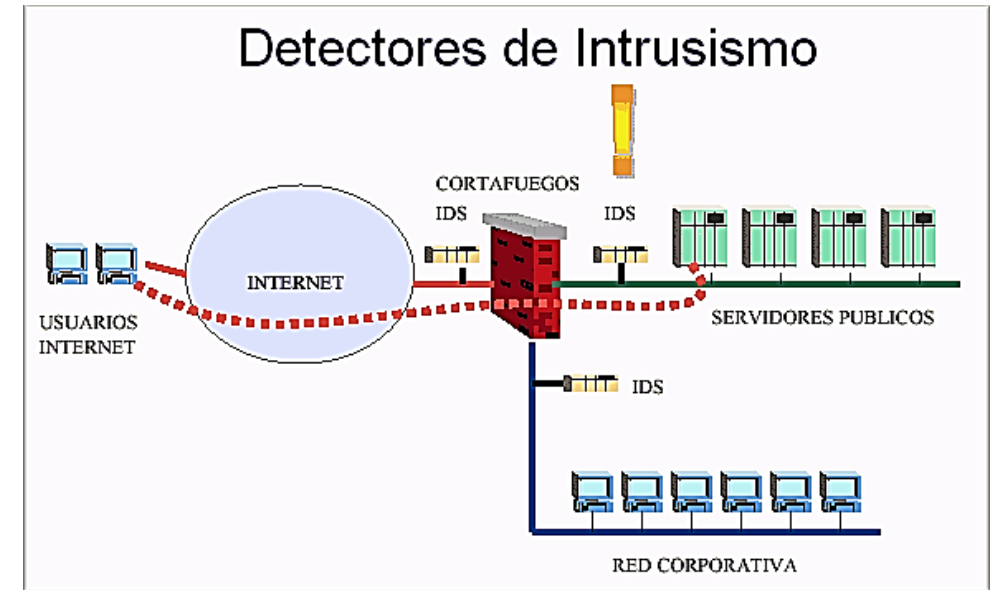 Detectores de Intrusismo
CORTAFUEGOS
IDS
IDS
INTERNET
USUARIOS
INTERNET
SERVIDORES PUBLICOS
IDS
RED CORPORATIVA